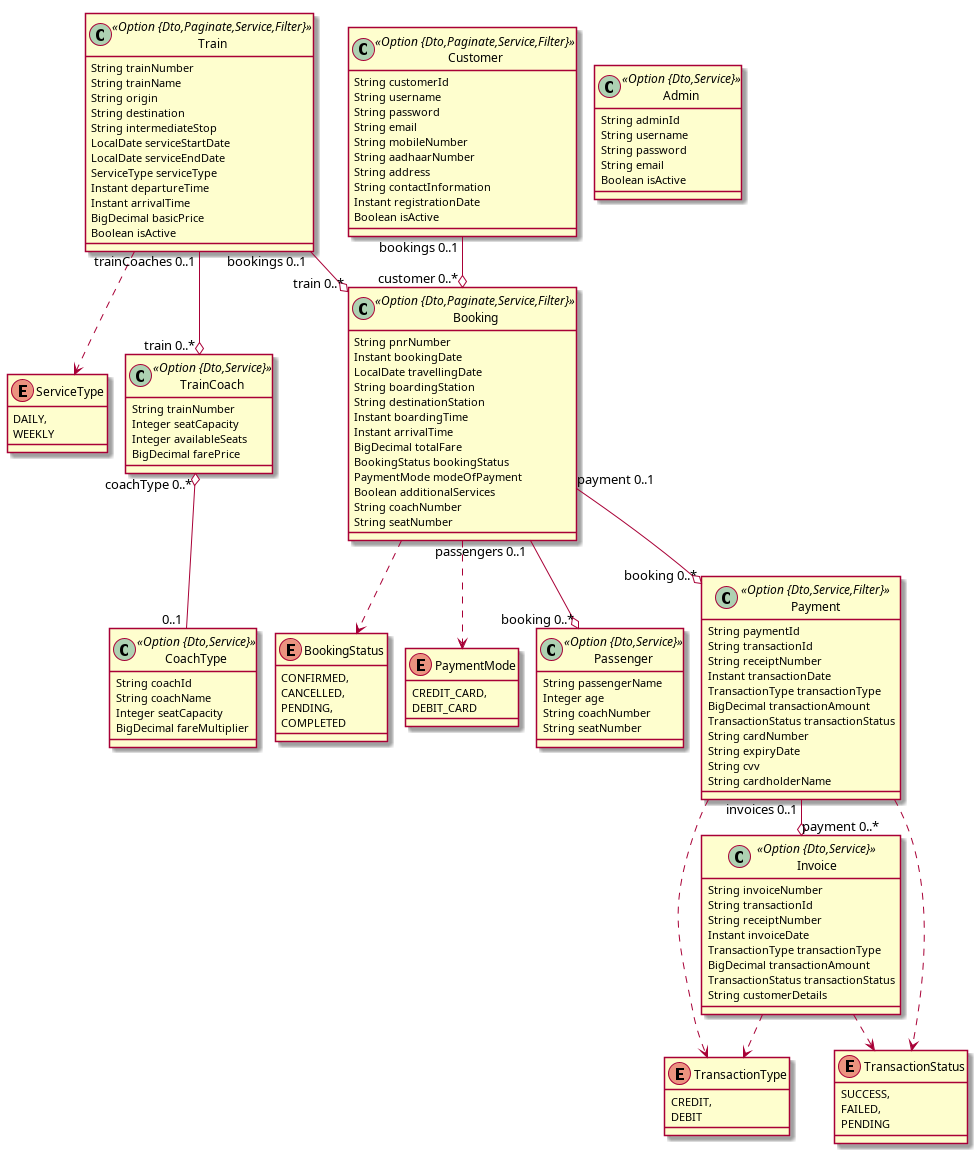 C «Option {Dto,Paginate,Service,Filter}»
Train
String trainNumber
String trainName
String origin
String destination
String intermediateStop
LocalDate serviceStartDate
LocalDate serviceEndDate
ServiceType serviceType
Instant departureTime
Instant arrivalTime
BigDecimal basicPrice
Boolean isActive
C «Option {Dto,Paginate,Service,Filter}»
Customer
String customerId
String username
String password
String email
String mobileNumber
String aadhaarNumber
String address
String contactInformation
Instant registrationDate
Boolean isActive
C «Option {Dto,Service}»
Admin
String adminId
String username
String password
String email
Boolean isActive
trainCoaches 0..1
bookings 0..1
bookings 0..1
train 0..*
customer 0..*
train 0..*
E ServiceType
DAILY,
WEEKLY
C «Option {Dto,Service}»
TrainCoach
String trainNumber
Integer seatCapacity
Integer availableSeats
BigDecimal farePrice
C «Option {Dto,Paginate,Service,Filter}»
Booking
String pnrNumber
Instant bookingDate
LocalDate travellingDate
String boardingStation
String destinationStation
Instant boardingTime
Instant arrivalTime
BigDecimal totalFare
BookingStatus bookingStatus
PaymentMode modeOfPayment
Boolean additionalServices
String coachNumber
String seatNumber
coachType 0..*
payment 0..1
passengers 0..1
booking 0..*
0..1
booking 0..*
C «Option {Dto,Service}»
CoachType
String coachId
String coachName
Integer seatCapacity
BigDecimal fareMultiplier
E BookingStatus
CONFIRMED,
CANCELLED,
PENDING,
COMPLETED
E PaymentMode
CREDIT_CARD,
DEBIT_CARD
C «Option {Dto,Service}»
Passenger
String passengerName
Integer age
String coachNumber
String seatNumber
C «Option {Dto,Service,Filter}»
Payment
String paymentId
String transactionId
String receiptNumber
Instant transactionDate
TransactionType transactionType
BigDecimal transactionAmount
TransactionStatus transactionStatus
String cardNumber
String expiryDate
String cvv
String cardholderName
invoices 0..1
payment 0..*
C «Option {Dto,Service}»
Invoice
String invoiceNumber
String transactionId
String receiptNumber
Instant invoiceDate
TransactionType transactionType
BigDecimal transactionAmount
TransactionStatus transactionStatus
String customerDetails
E TransactionType
CREDIT,
DEBIT
E TransactionStatus
SUCCESS,
FAILED,
PENDING